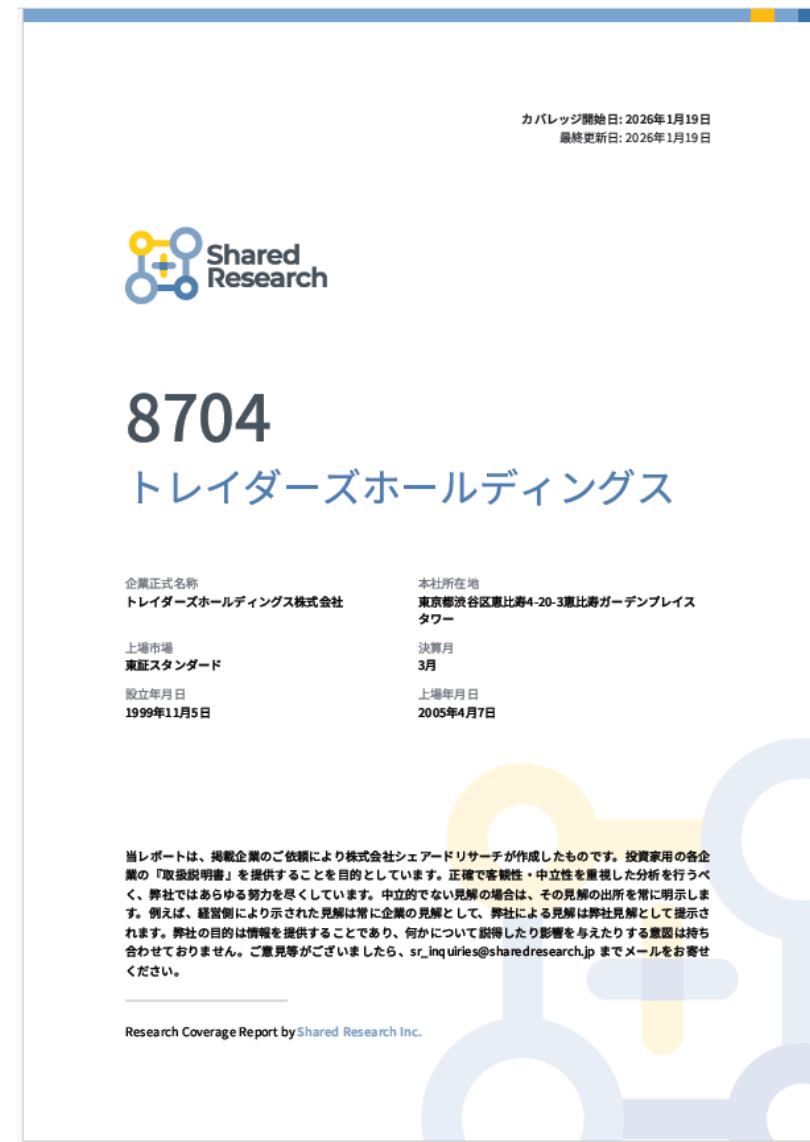 カバレッジ開始日: 2026年1月19日
最終更新日: 2026年1月19日
Shared
Research
8704
トレイダーズホールディングス
企業正式名称
トレイダーズホールディングス株式会社
本社所在地
東京都渋谷区恵比寿4-20-3恵比寿ガーデンプレイス
タワー
上場市場
東証スタンダード
決算月
3月
設立年月日
1999年11月5日
上場年月日
2005年4月7日
当レポートは、掲載企業のご依頼により株式会社シェアードリサーチが作成したものです。投資家用の各企
業の『取扱説明書』を提供することを目的としています。正確で客観性・中立性を重視した分析を行うべ
く、弊社ではあらゆる努力を尽くしています。中立的でない見解の場合は、その見解の出所を常に明示しま
す。例えば、経営側により示された見解は常に企業の見解として、弊社による見解は弊社見解として提示さ
れます。弊社の目的は情報を提供することであり、何かについて説得したり影響を与えたりする意図は持ち
合わせておりません。ご意見等がございましたら、sr_inquiries@sharedresearch.jp までメールをお寄せ
ください。
Research Coverage Report by Shared Research Inc.